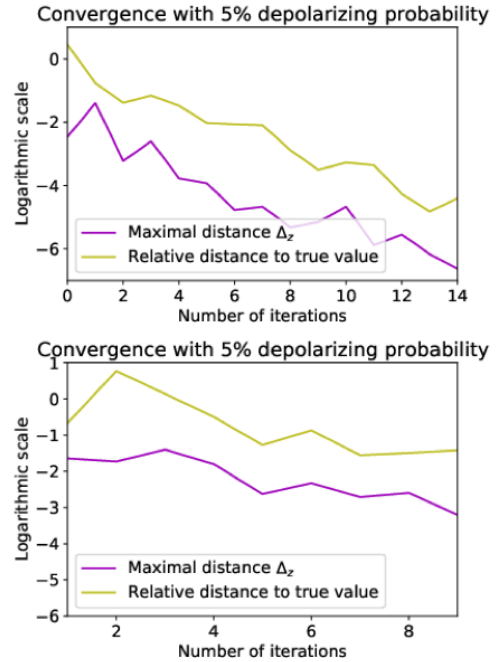 Convergence with 5% depolarizing probability
0
−2
−4
−6
Logarithmic scale
Maximal distance Δz
Relative distance to true value
0 2 4 6 8 10 12 14
Number of iterations
Convergence with 5% depolarizing probability
1
0
−1
−2
−3
−4
−5
−6
Logarithmic scale
Maximal distance Δz
Relative distance to true value
2 4 6 8
Number of iterations